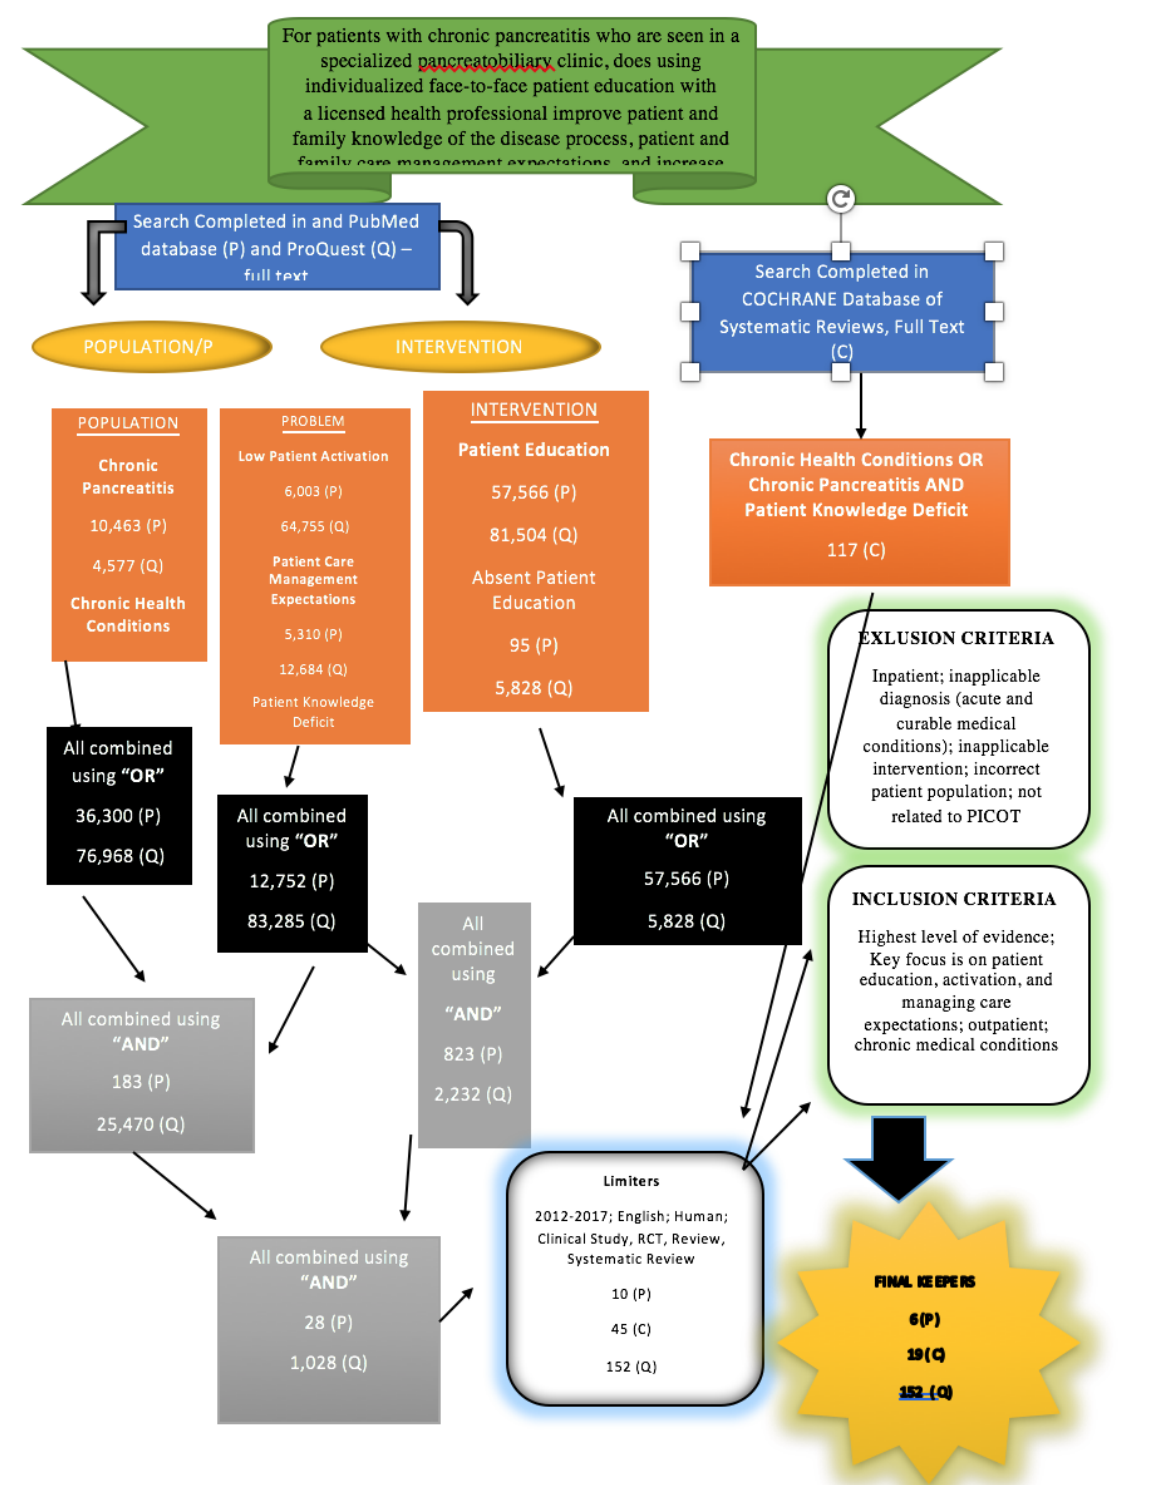 For patients with chronic pancreatitis who are seen in a
specialized pancreatobiliary clinic, does using
individualized face-to-face patient education with
a licensed health professional improve patient and
family knowledge of the disease process, patient and
family care management expectations, and increase
Search Completed in and PubMed
database (P) and ProQuest (Q) –
full text
Search Completed in
COCHRANE Database of
Systematic Reviews, Full Text
(C)
POPULATION/P
INTERVENTION
POPULATION
Chronic
Pancreatitis
10,463 (P)
4,577 (Q)
Chronic Health
Conditions
PROBLEM
Low Patient Activation
6,003 (P)
64,755 (Q)
Patient Care
Management
Expectations
5,310 (P)
12,684 (Q)
Patient Knowledge
Deficit
INTERVENTION
Patient Education
57,566 (P)
81,504 (Q)
Absent Patient
Education
95 (P)
5,828 (Q)
Chronic Health Conditions OR
Chronic Pancreatitis AND
Patient Knowledge Deficit
117 (C)
EXLUSION CRITERIA
Inpatient; inapplicable
diagnosis (acute and
curable medical
conditions); inapplicable
intervention; incorrect
patient population; not
related to PICOT
All combined
using “OR”
36,300 (P)
76,968 (Q)
All combined
using “OR”
12,752 (P)
83,285 (Q)
All combined using
“OR”
57,566 (P)
5,828 (Q)
INCLUSION CRITERIA
Highest level of evidence;
Key focus is on patient
education, activation, and
managing care
expectations; outpatient;
chronic medical conditions
All
combined
using
“AND”
823 (P)
2,232 (Q)
All combined using
“AND”
183 (P)
25,470 (Q)
All combined using
“AND”
28 (P)
1,028 (Q)
Limiters
2012-2017; English; Human;
Clinical Study, RCT, Review,
Systematic Review
10 (P)
45 (C)
152 (Q)
FINAL KEEPERS
6(P)
19(C)
152 (Q)